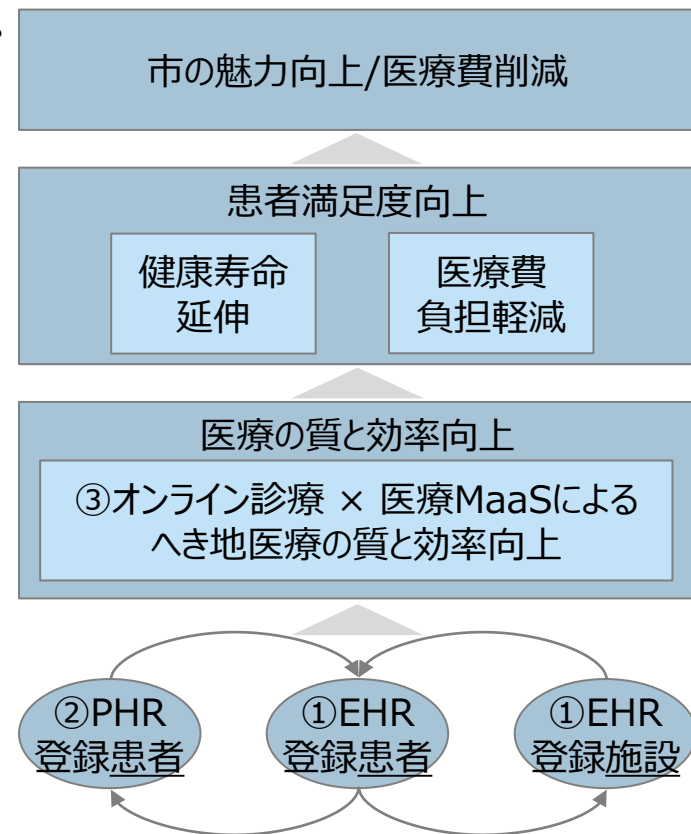 市の魅力向上/医療費削減
患者満足度向上
健康寿命
延伸
医療費
負担軽減
医療の質と効率向上
③オンライン診療 × 医療MaaSによる
へき地医療の質と効率向上
②PHR
登録患者
①EHR
登録患者
①EHR
登録施設